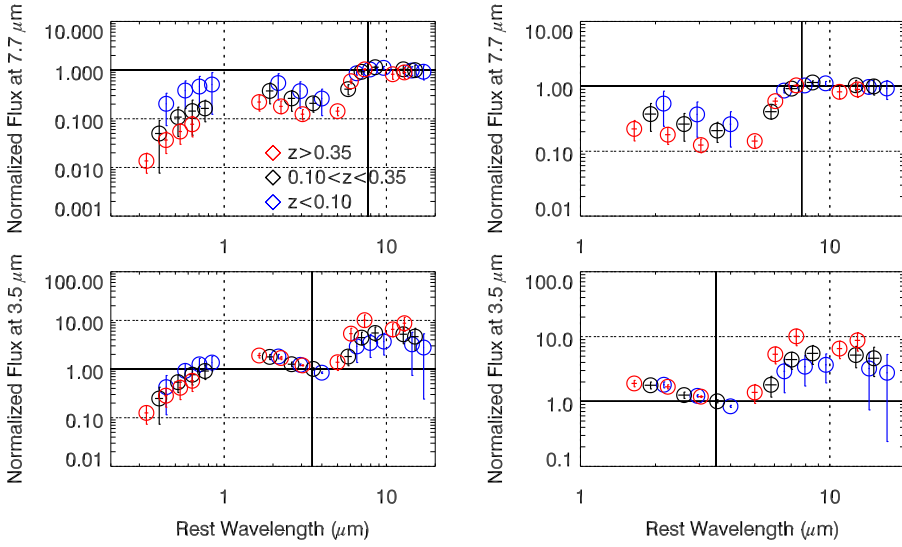 Normalized Flux at 7.7 μm
10.000
1.000
0.100
0.010
0.001
z>0.35
0.10<z<0.35
z<0.10
1
10
Normalized Flux at 7.7 μm
10.00
1.00
0.10
0.01
1
10
Normalized Flux at 3.5 μm
100.00
10.00
1.00
0.10
0.01
1
10
Rest Wavelength (μm)
Normalized Flux at 3.5 μm
100.0
10.0
1.0
0.1
1
10
Rest Wavelength (μm)